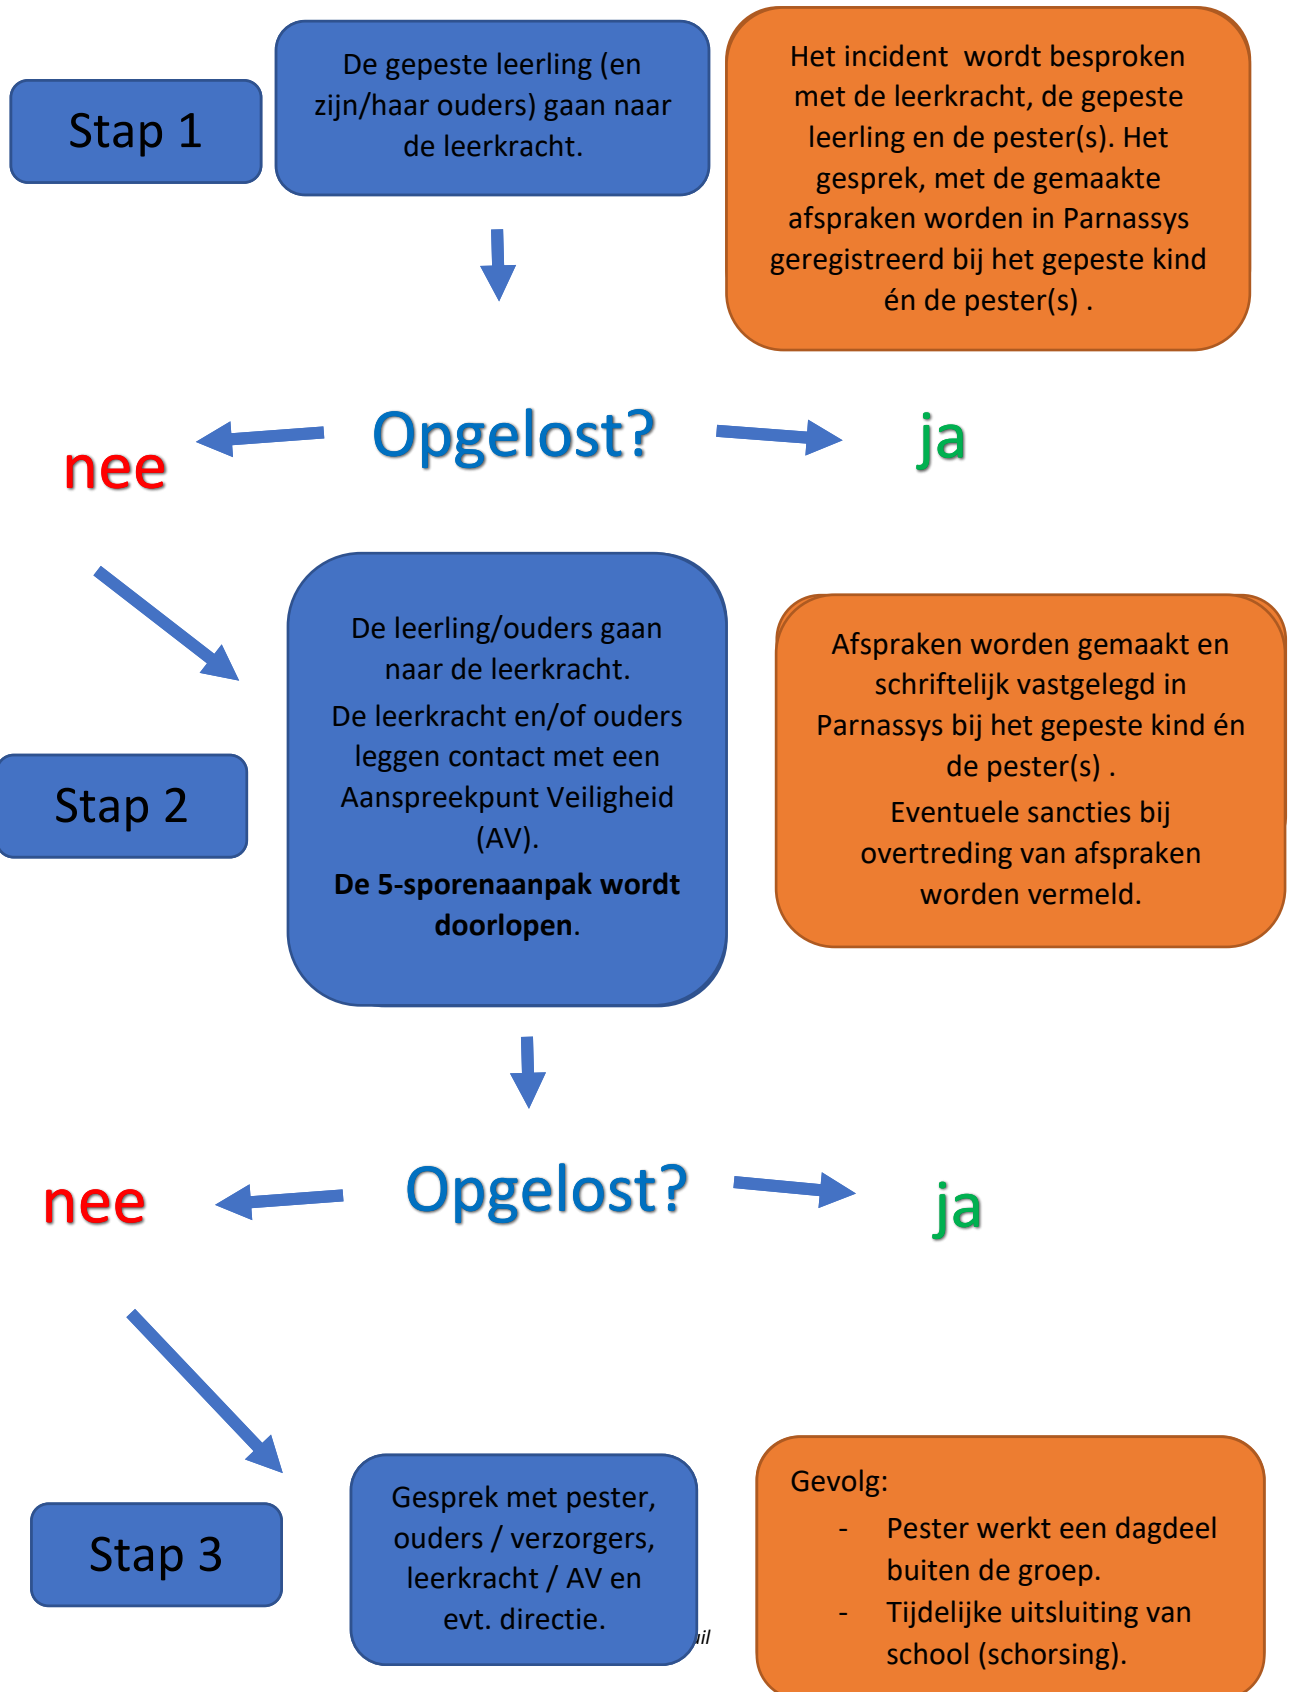 Stap 1
De gepeste leerling (en
zijn/haar ouders) gaan naar
de leerkracht.
Het incident  wordt besproken
met de leerkracht, de gepeste
leerling en de pester(s). Het
gesprek, met de gemaakte
afspraken worden in Parnassys
geregistreerd bij het gepeste kind
én de pester(s) .
nee
Opgelost?
ja
Stap 2
De leerling/ouders gaan
naar de leerkracht.
De leerkracht en/of ouders
leggen contact met een
Aanspreekpunt Veiligheid
(AV).
De 5-sporenaanpak wordt
doorlopen.
Afspraken worden gemaakt en
schriftelijk vastgelegd in
Parnassys bij het gepeste kind én
de pester(s) .
Eventuele sancties bij
overtreding van afspraken
worden vermeld.
nee
Opgelost?
ja
Stap 3
Gesprek met pester,
ouders / verzorgers,
leerkracht / AV en
evt. directie.
Gevolg:
- Pester werkt een dagdeel
buiten de groep.
- Tijdelijke uitsluiting van
school (schorsing).